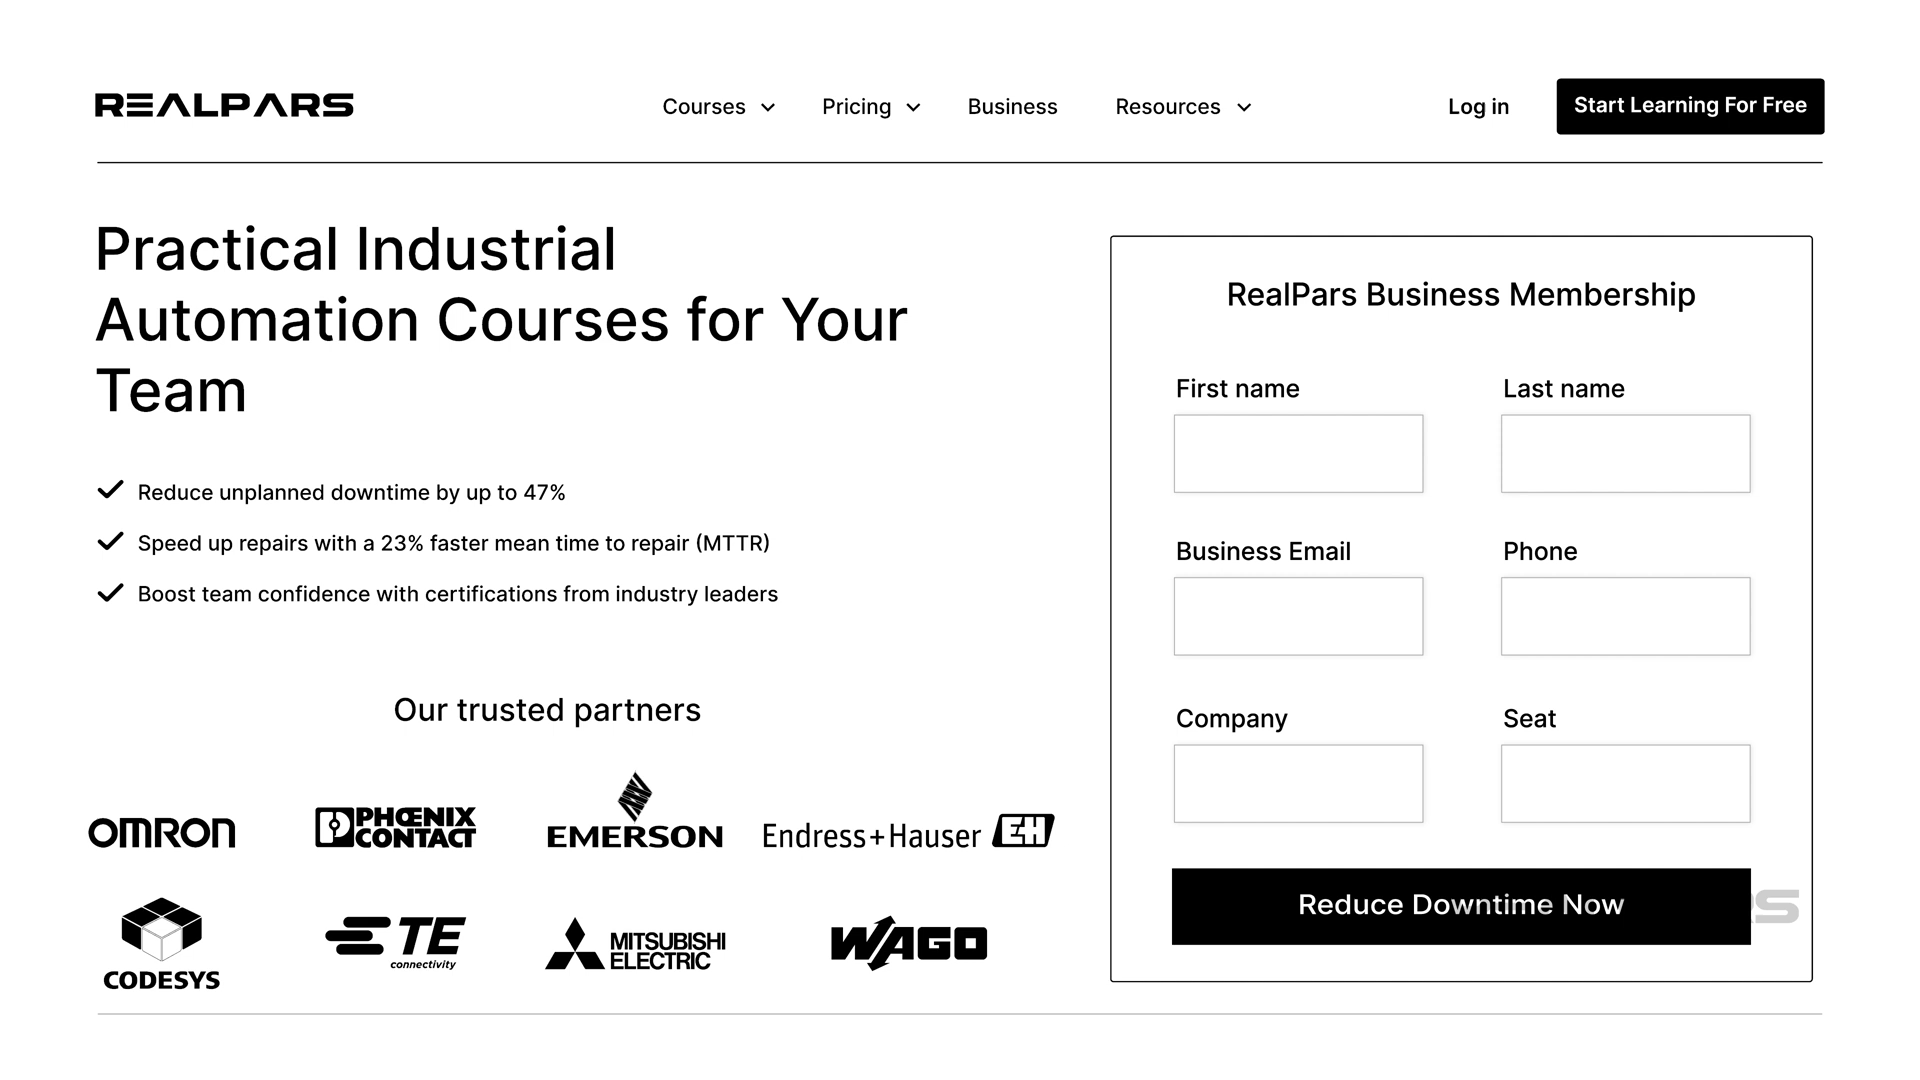 REALPARS
Courses
Pricing
Business
Resources
Log in
Start Learning For Free
Practical Industrial
Automation Courses for Your
Team
Reduce unplanned downtime by up to 47%
Speed up repairs with a 23% faster mean time to repair (MTTR)
Boost team confidence with certifications from industry leaders
Our trusted partners
OMRON
PHŒNIX
CONTACT
EMERSON
Endress+Hauser EH
CODESYS
TE
connectivity
MITSUBISHI
ELECTRIC
WAGO
RealPars Business Membership
First name
Last name
Business Email
Phone
Company
Seat
Reduce Downtime Now